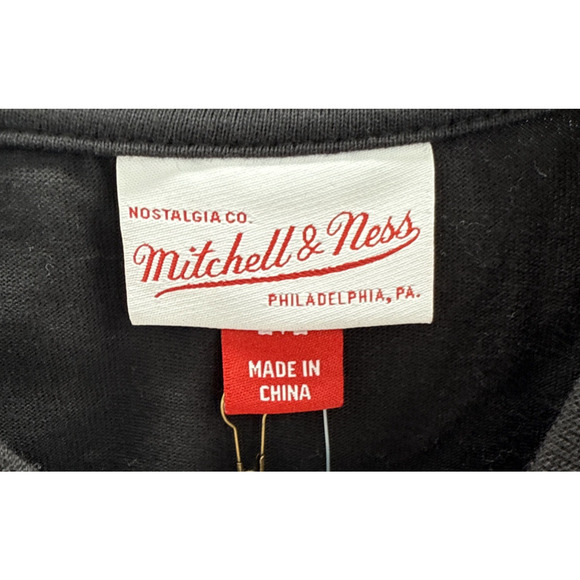 NOSTALGIA CO.
Mitchell & Ness
PHILADELPHIA, PA.
MADE IN
CHINA